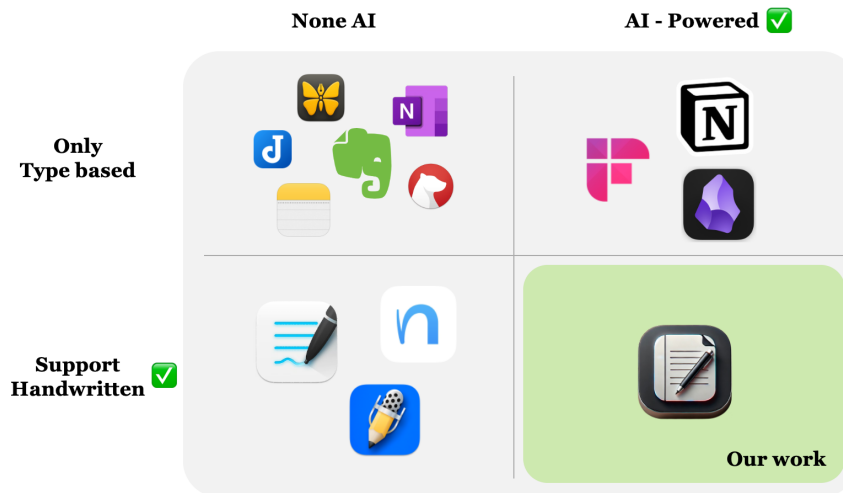 None AI
AI - Powered ✅
Only
Type based
N
N
J
Support
Handwritten ✅
Our work